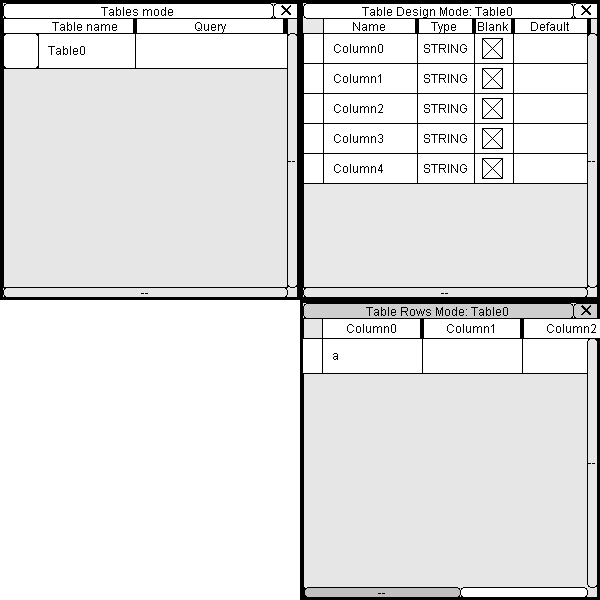 Tables mode
Table name Query
Table0
Table Design Mode: Table0
Name Type Blank Default
Column0 STRING
Column1 STRING
Column2 STRING
Column3 STRING
Column4 STRING
Table Rows Mode: Table0
Column0 Column1 Column2
a